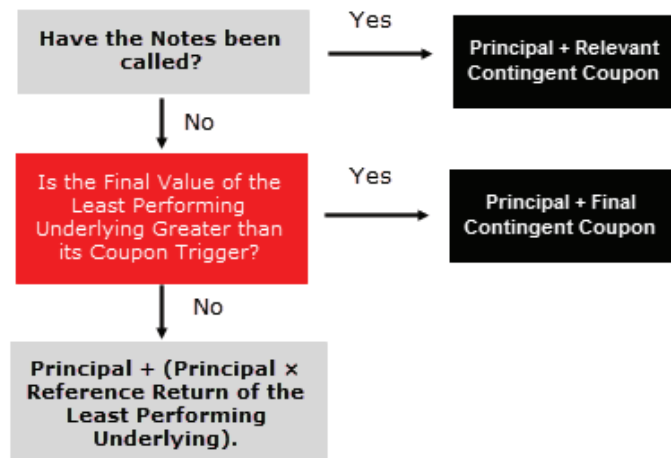 Have the Notes been
called?
Yes
Principal + Relevant
Contingent Coupon
No
Is the Final Value of the
Least Performing
Underlying Greater than
its Coupon Trigger?
Yes
Principal + Final
Contingent Coupon
No
Principal + (Principal ×
Reference Return of the
Least Performing
Underlying).